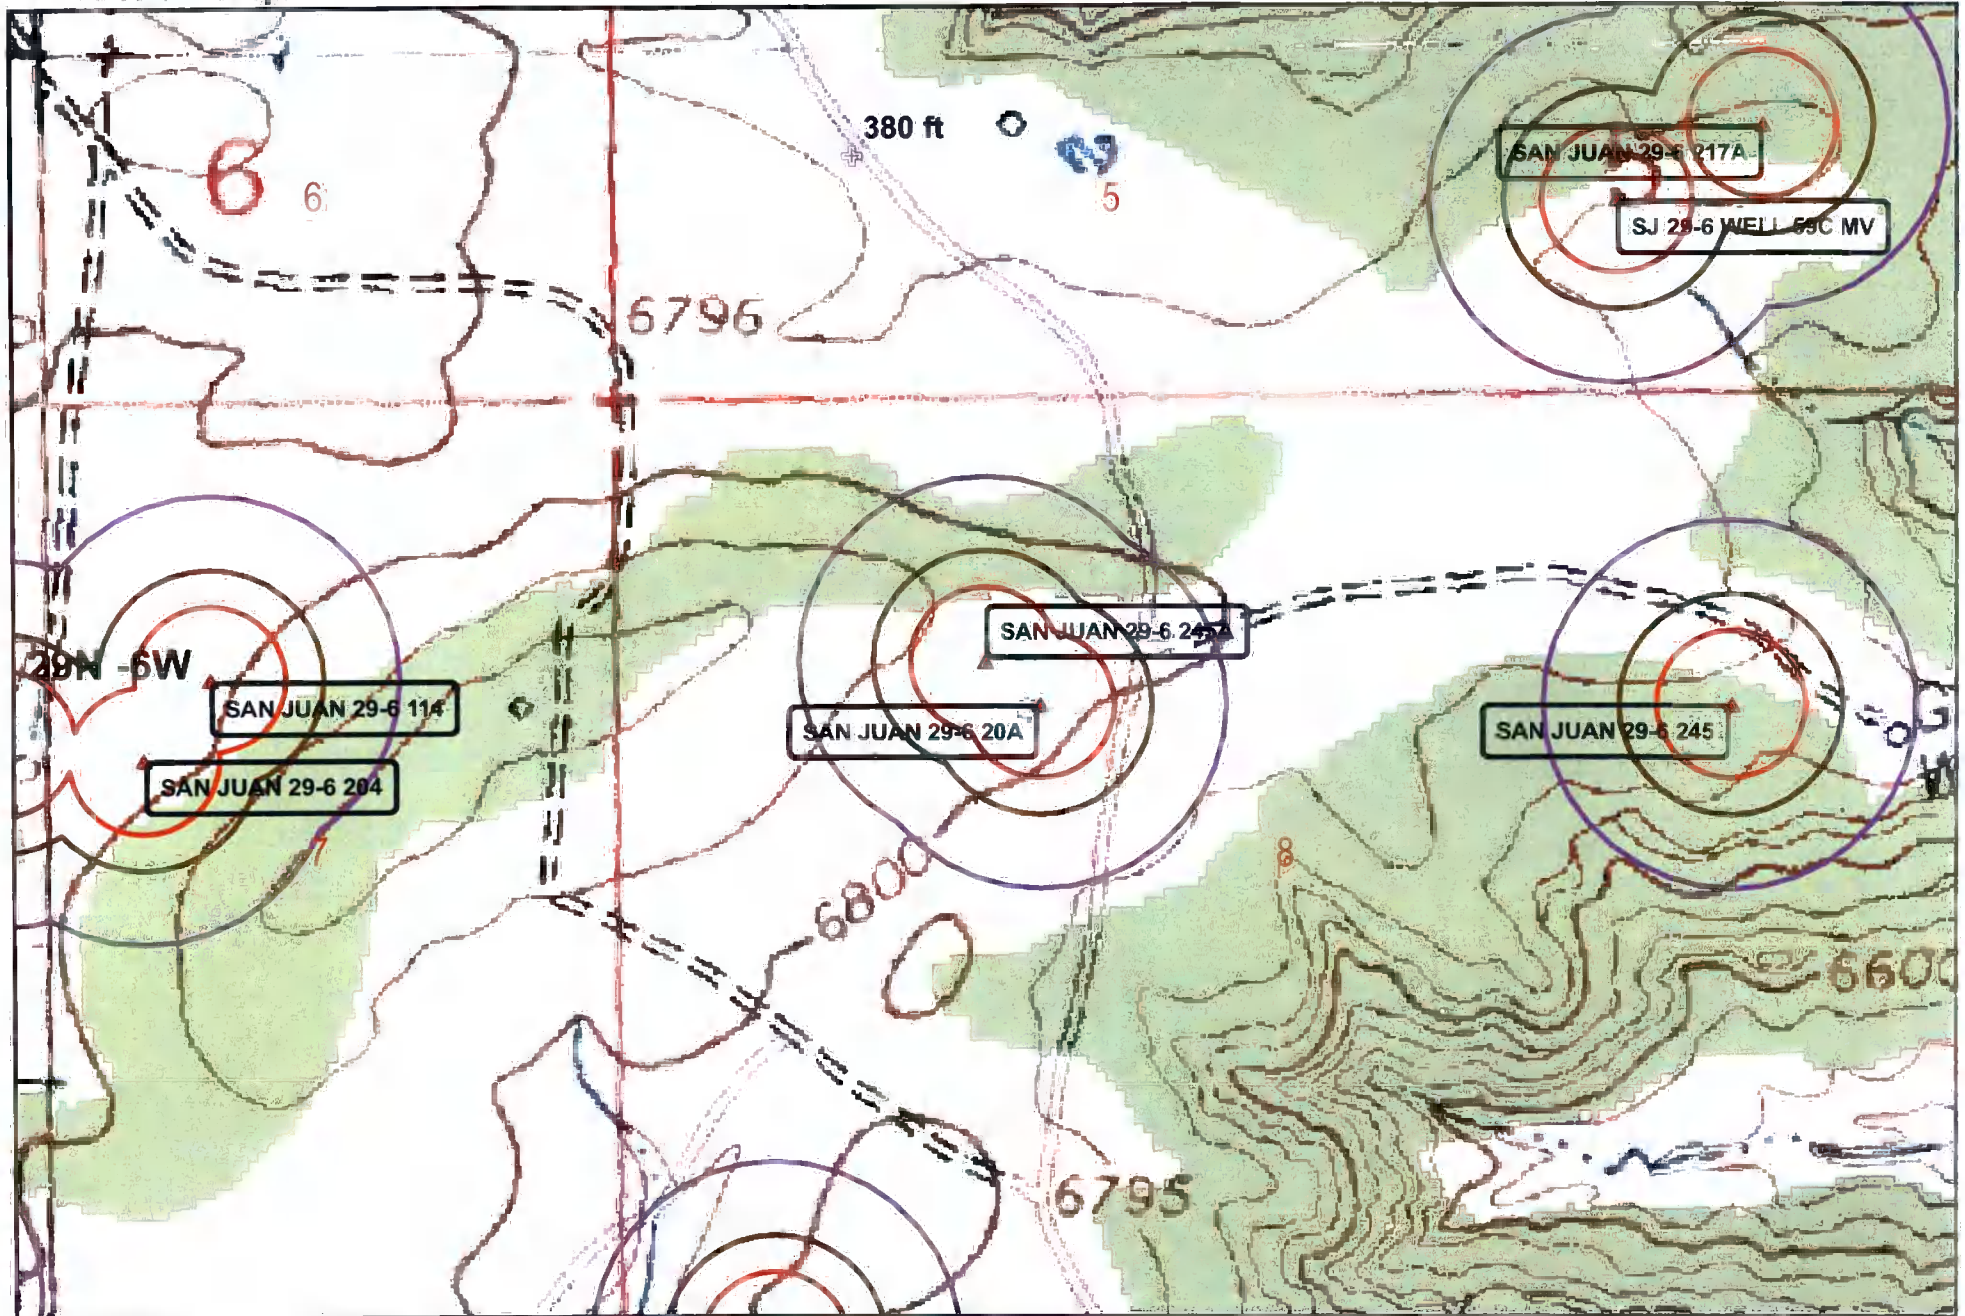 380 ft
SAN JUAN 29-6 217A
6
6
5
SJ 29-6 WELL 59C MV
6796
SAN JUAN 29-6 245A
29N -6W
SAN JUAN 29-6 114
SAN JUAN 29-6 20A
SAN JUAN 29-6 245
G
SAN JUAN 29-6 204
W
7
8
6800
6600
6795